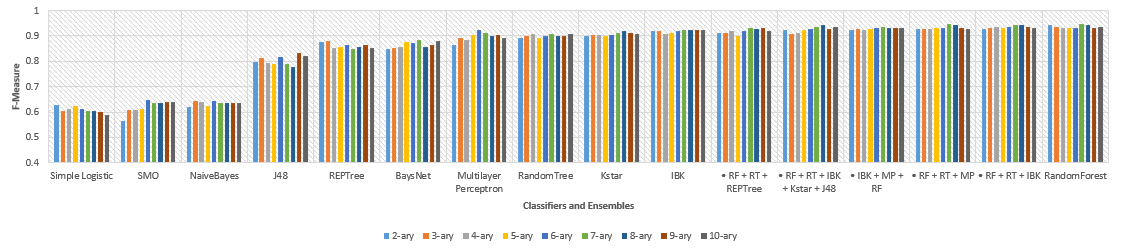 1
0.9
0.8
0.7
0.6
0.5
0.4
F-Measure
Simple Logistic
SMO
NaiveBayes
J48
REPTree
BaysNet
Multilayer
Perceptron
RandomTree
Kstar
IBK
• RF + RT +
REPTree
• RF + RT + IBK
+ Kstar + J48
• IBK + MP +
RF
• RF + RT + MP
• RF + RT + IBK
RandomForest
Classifiers and Ensembles
2-ary 3-ary 4-ary 5-ary 6-ary 7-ary 8-ary 9-ary 10-ary